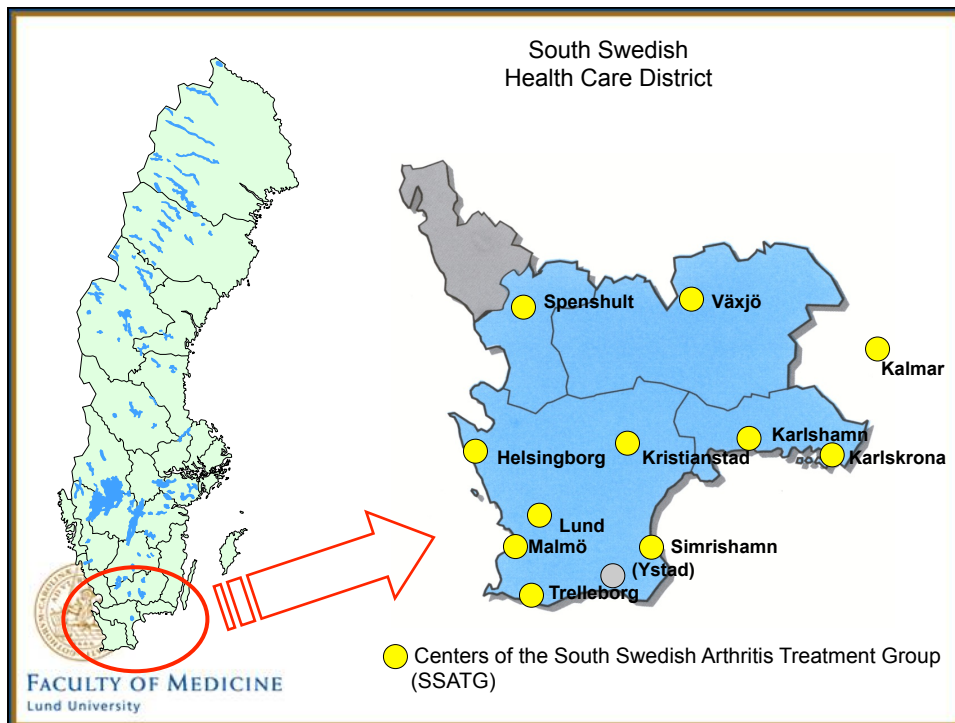 South Swedish
Health Care District
Spenshult
Växjö
Kalmar
Karlshamn
Helsingborg
Kristianstad
Karlskrona
Lund
Malmö
Simrishamn
(Ystad)
Trelleborg
Centers of the South Swedish Arthritis Treatment Group
(SSATG)
FACULTY OF MEDICINE
Lund University